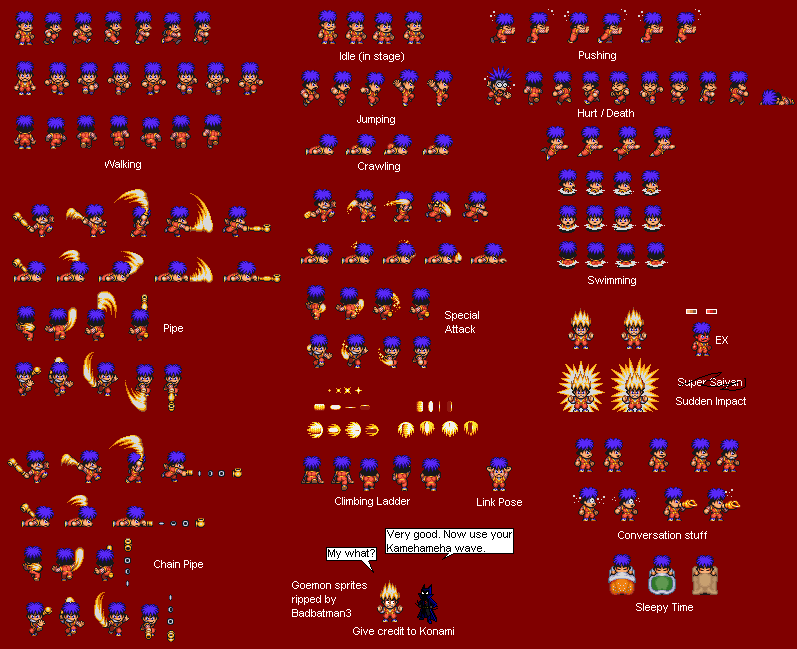 Idle (in stage)
Pushing
Jumping
Hurt / Death
Walking
Crawling
Swimming
Pipe
Special
Attack
EX
Super Saiyan
Sudden Impact
Climbing Ladder
Link Pose
Conversation stuff
Chain Pipe
My what?
Very good. Now use your
Kamehameha wave.
Goemon sprites
ripped by
Badbatman3
Give credit to Konami
Sleepy Time